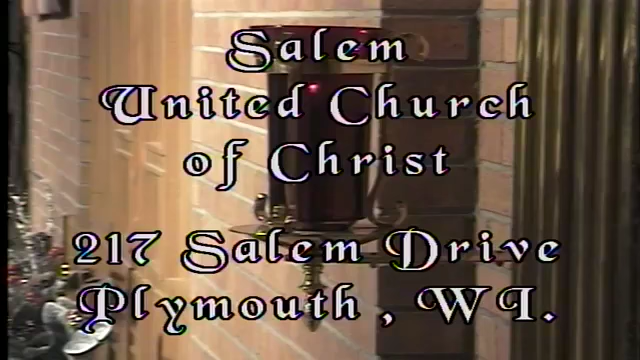 Salem
United Church
of Christ
217 Salem Drive
Plymouth, WI.